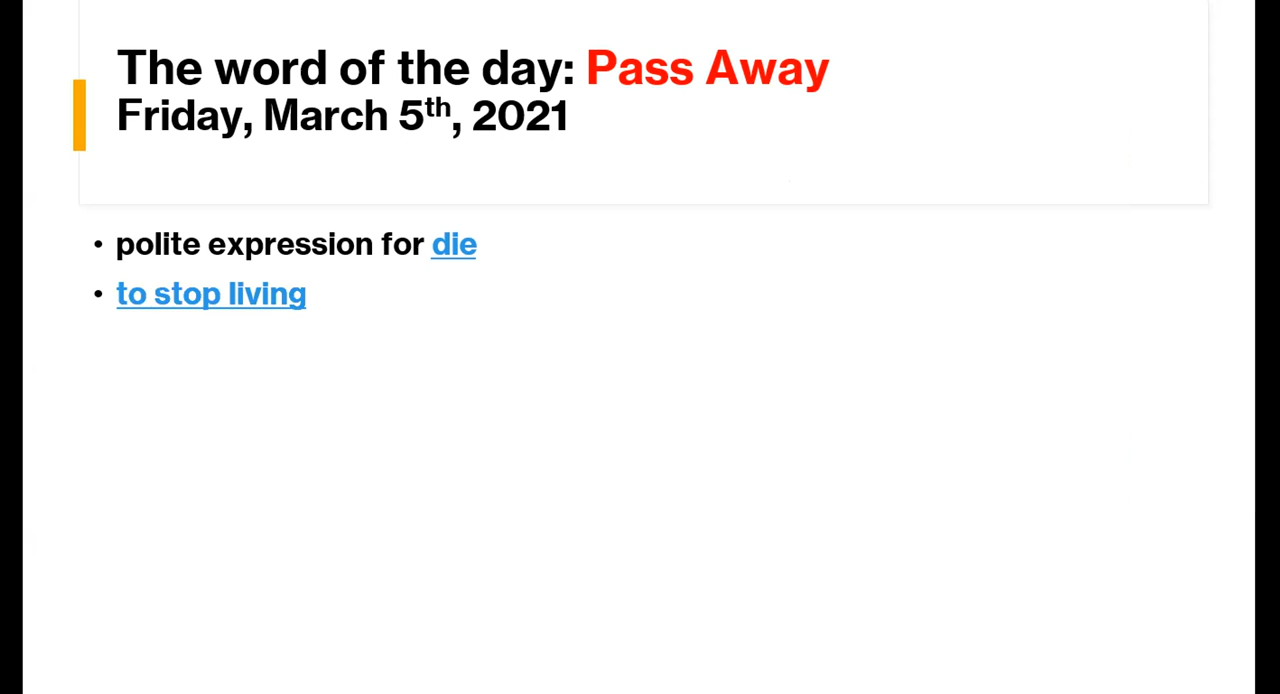 The word of the day: Pass Away
Friday, March 5th, 2021
• polite expression for die
• to stop living